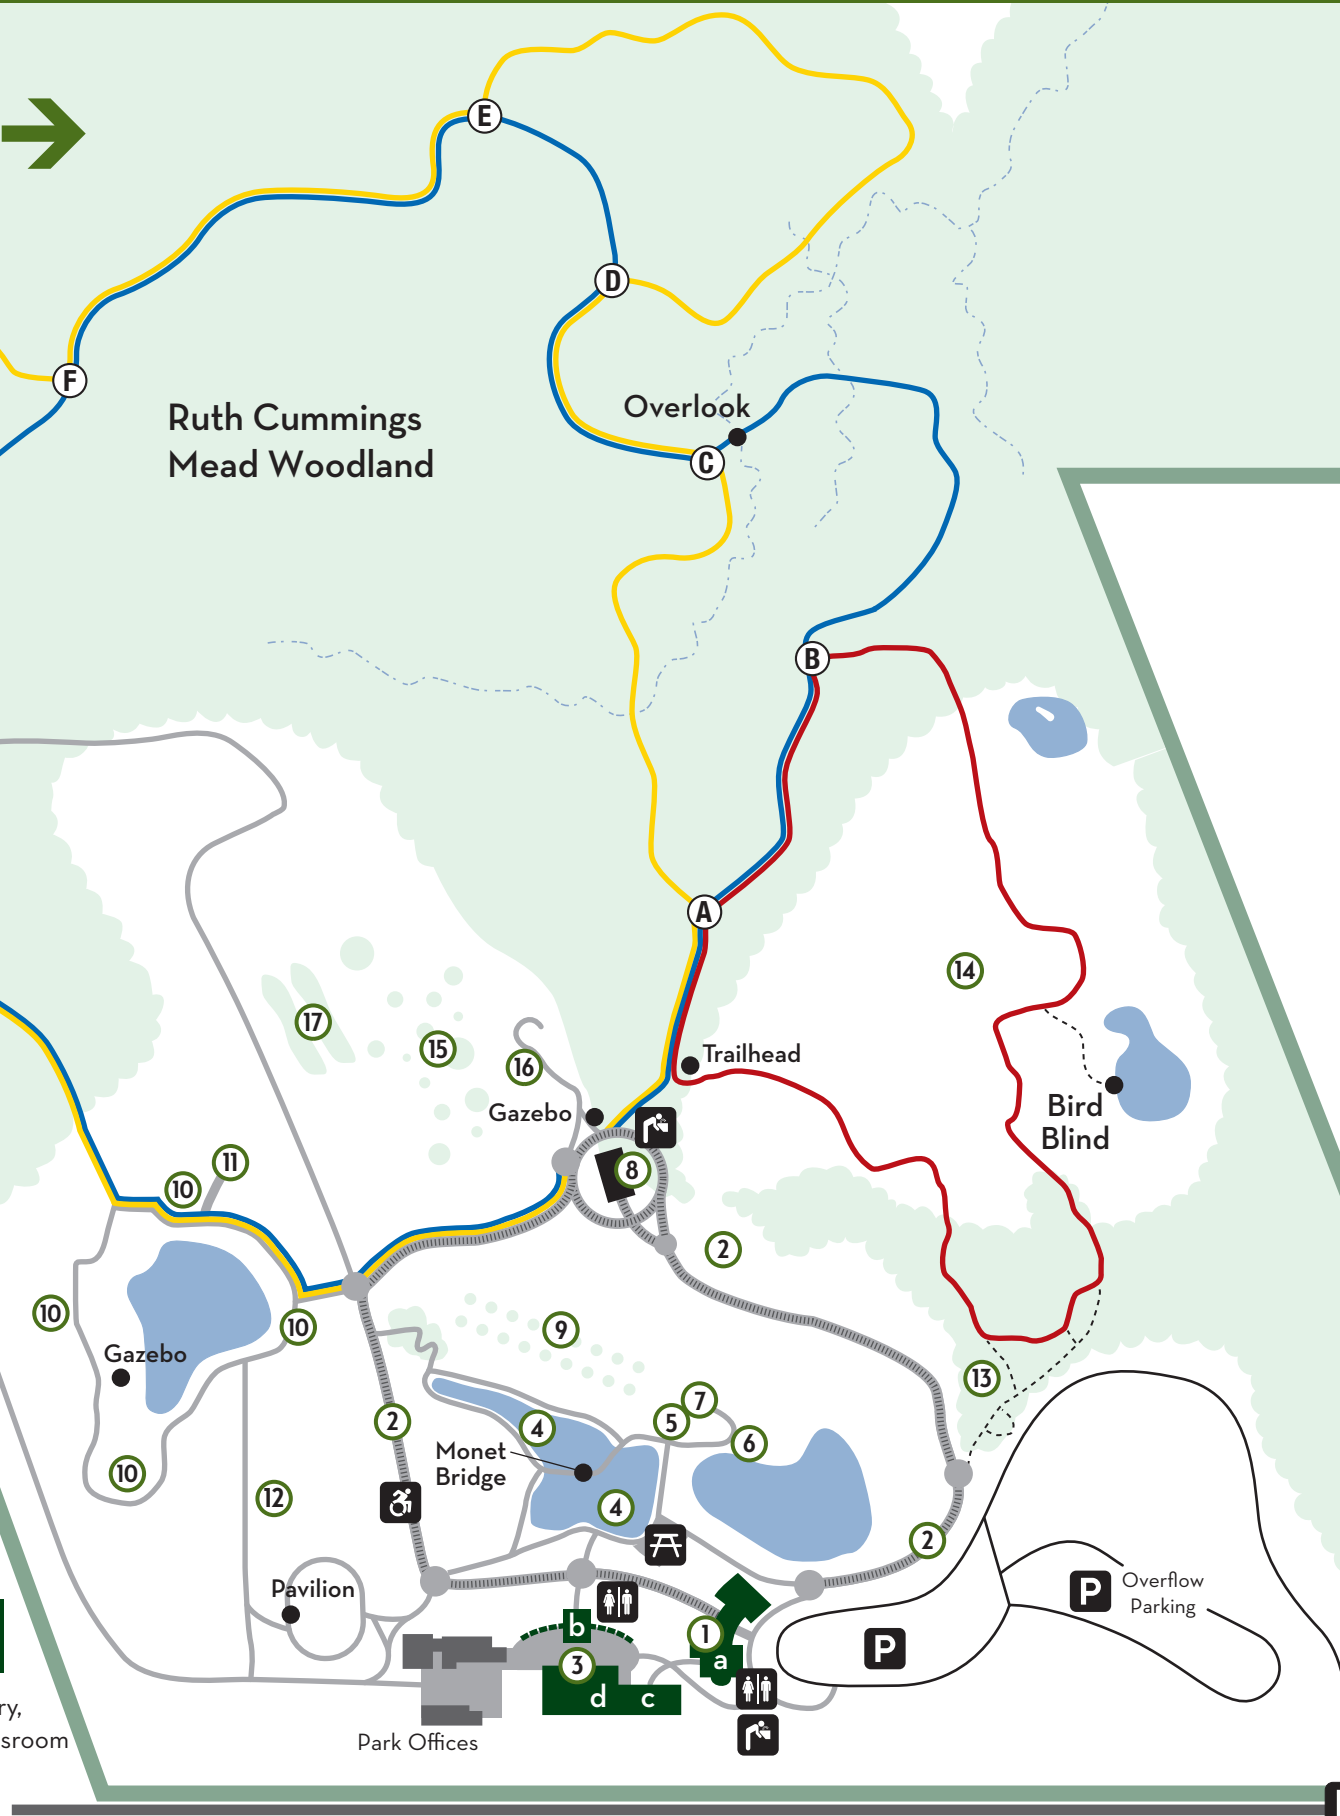 E
D
F
Overlook
Ruth Cummings
Mead Woodland
C
B
A
14
17
15
16
Trailhead
Gazebo
Bird
Blind
8
11
10
2
10
10
9
Gazebo
13
7
2
5
4
6
Monet
Bridge
10
12
4
2
Pavilion
P
Overflow
Parking
b
1
P
3
a
d
c
ry,
sroom
Park Offices